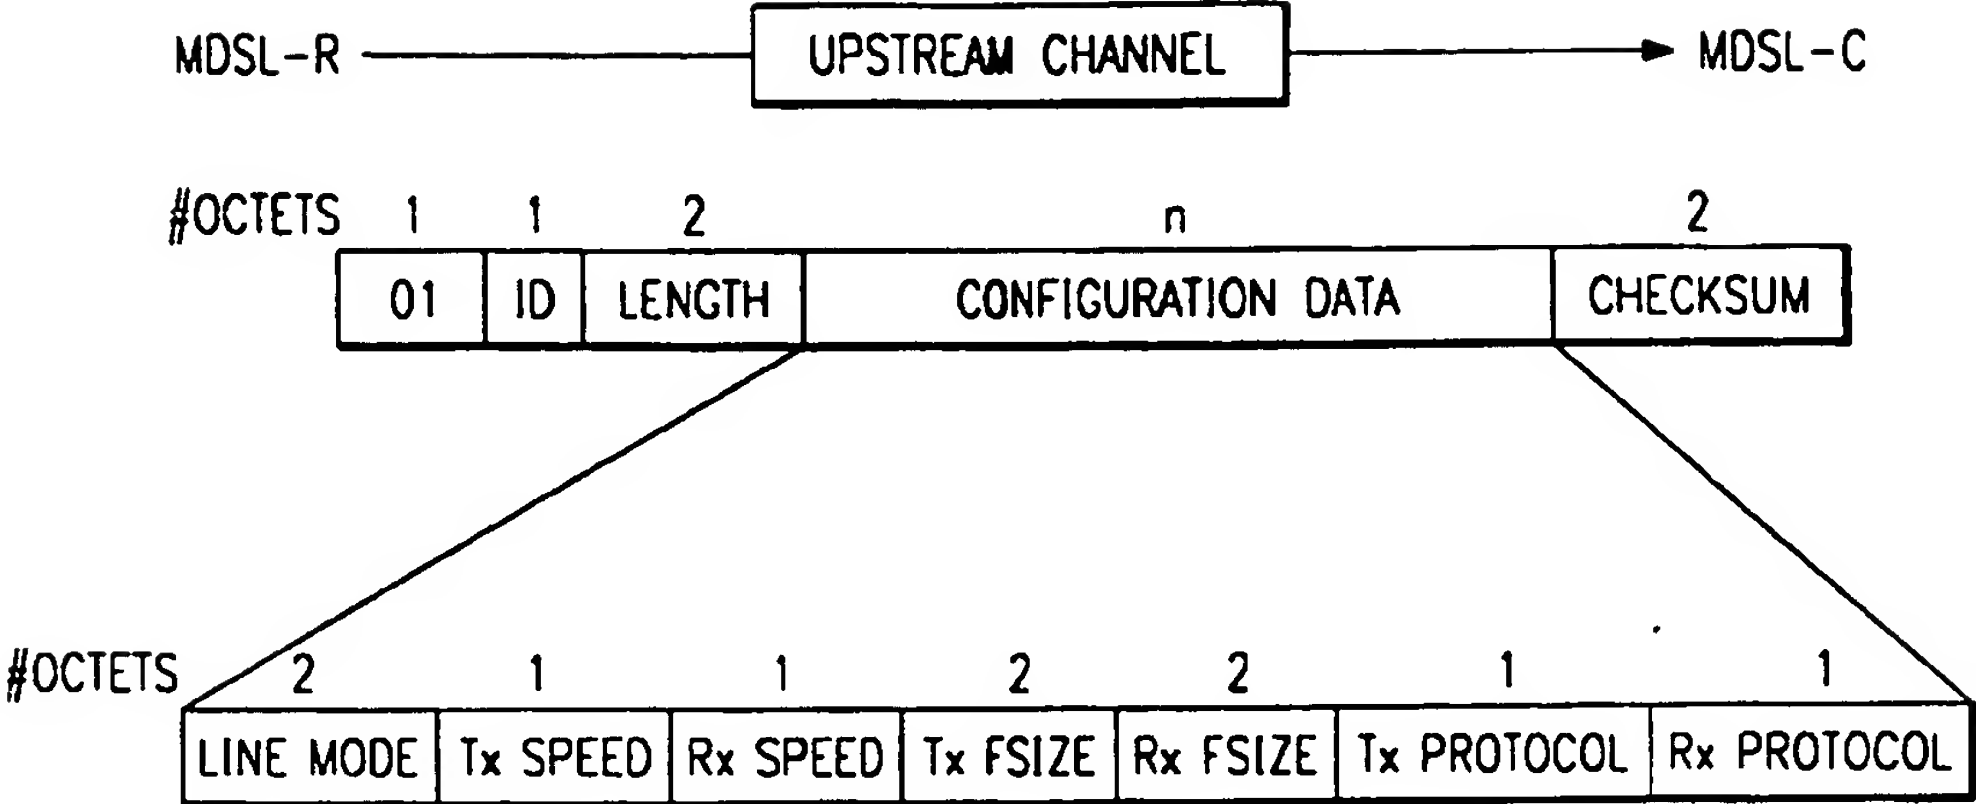 MDSL-R UPSTREAM CHANNEL MDSL-C
#OCTETS 1 1 2 n 2
01 ID LENGTH CONFIGURATION DATA CHECKSUM
#OCTETS 2 1 1 2 2 1 1
LINE MODE Tx SPEED Rx SPEED Tx FSIZE Rx FSIZE Tx PROTOCOL Rx PROTOCOL